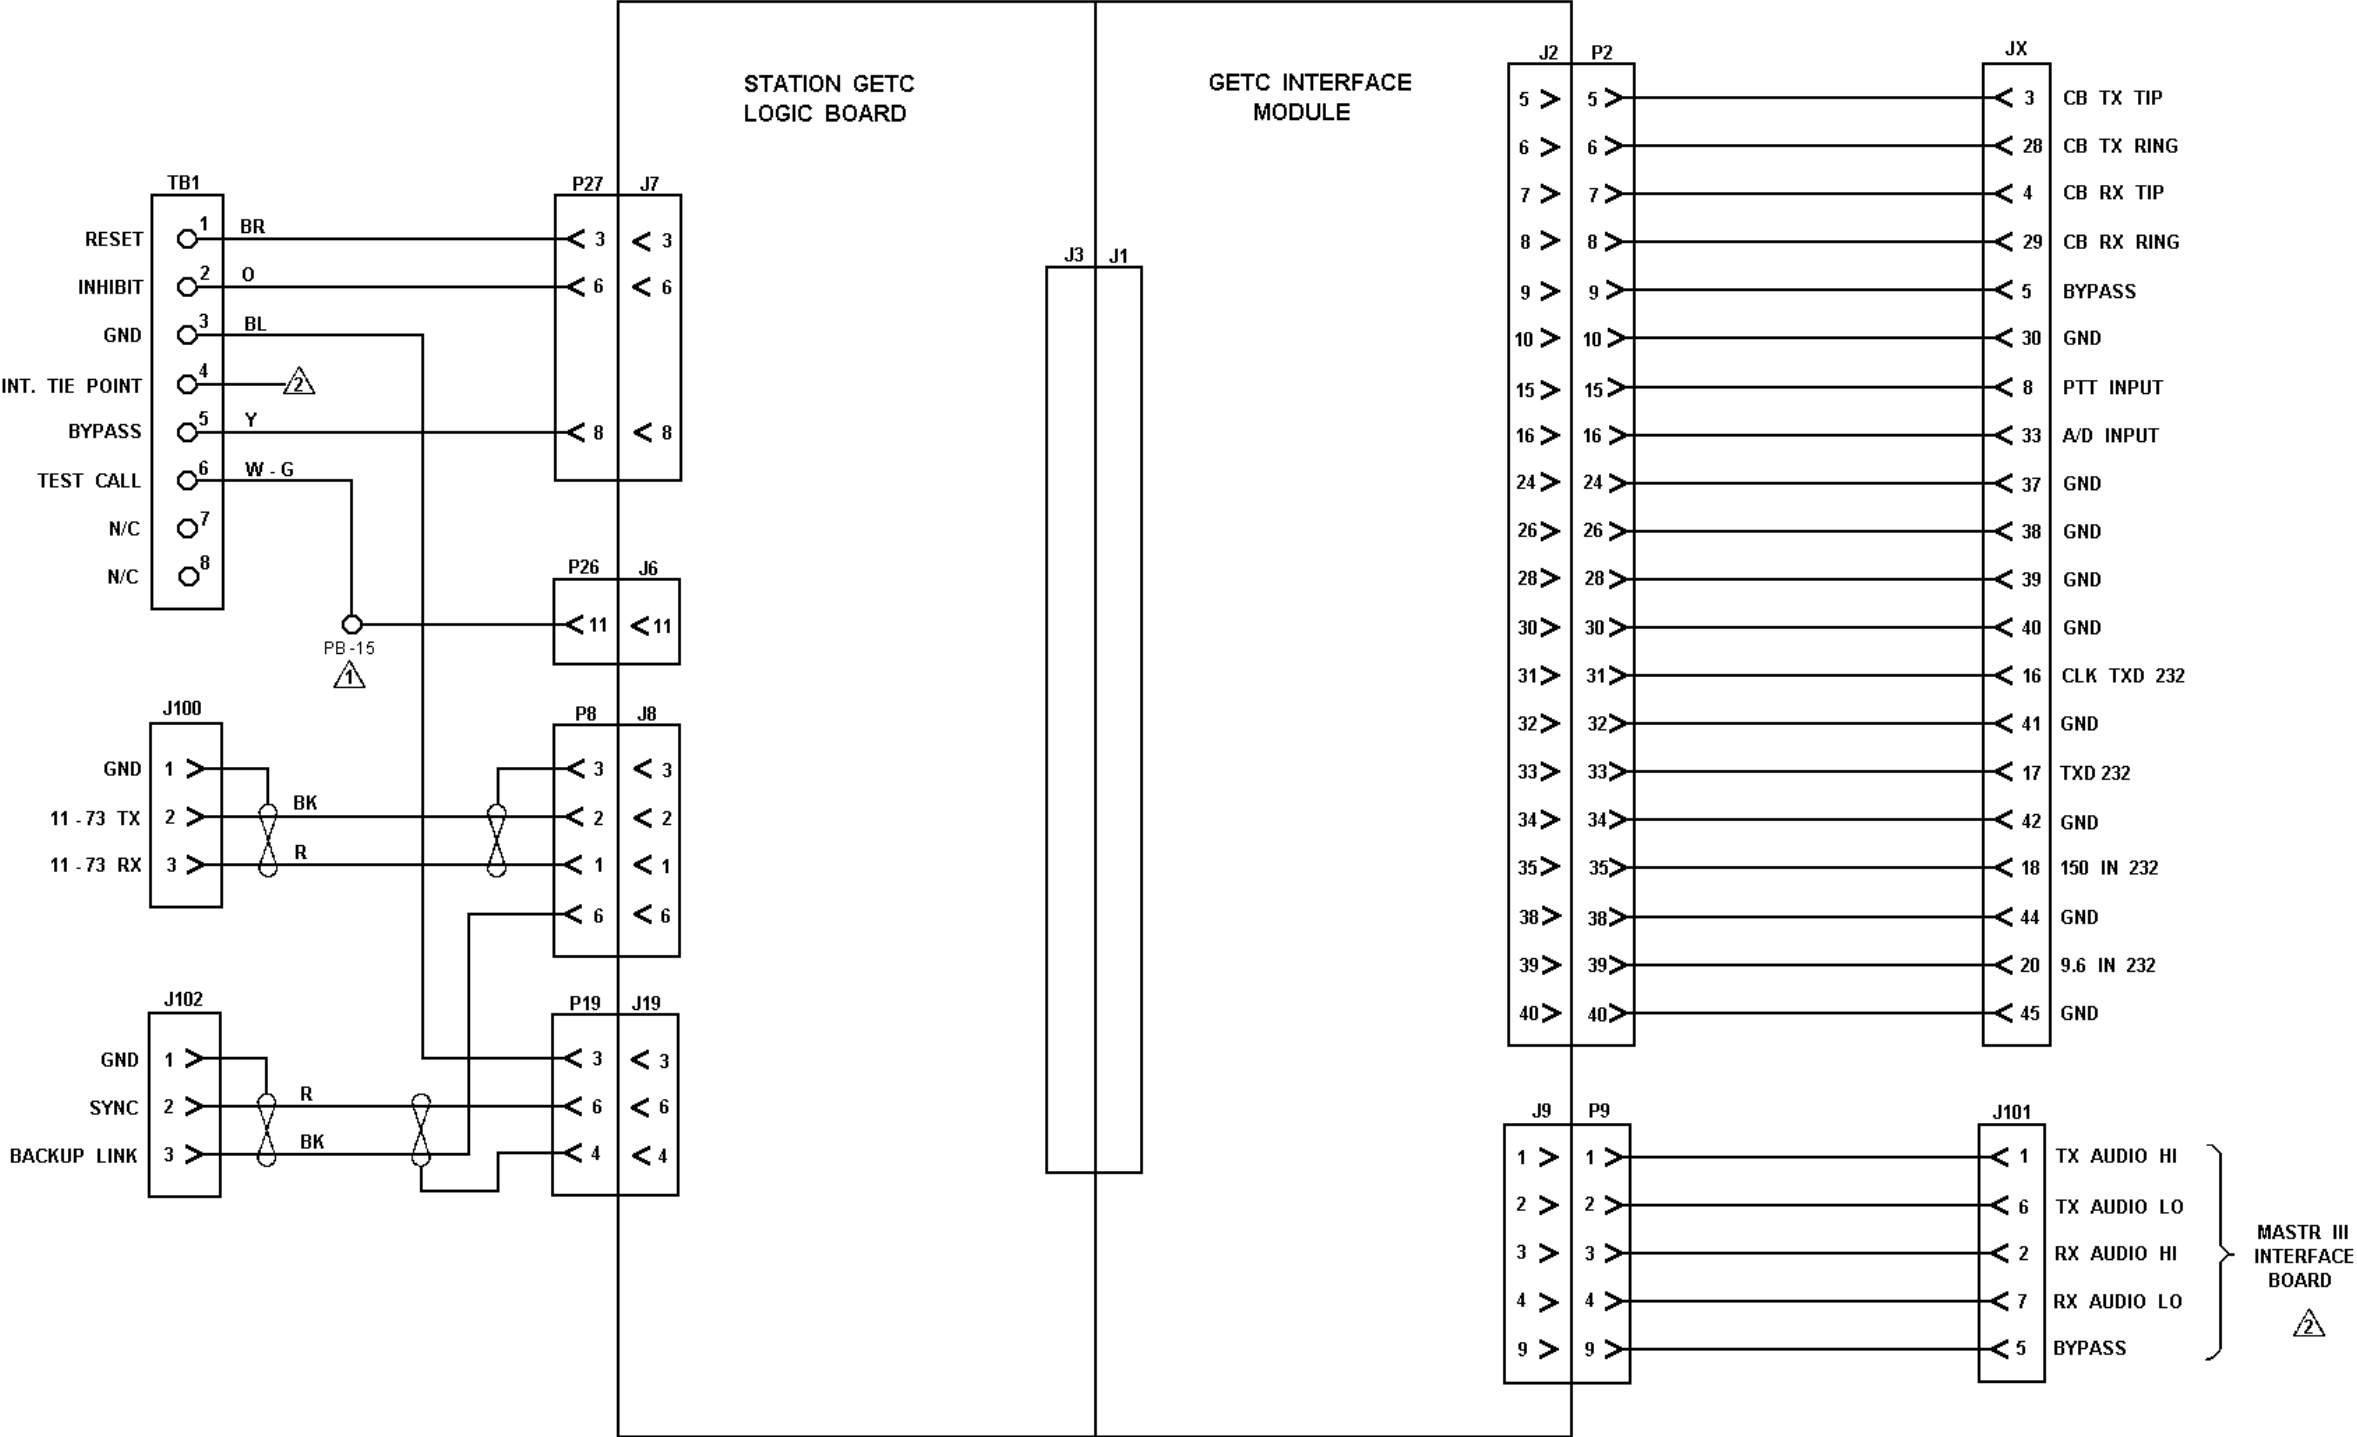 STATION GETC
LOGIC BOARD
GETC INTERFACE
MODULE
TB1
RESET 1 BR
INHIBIT 2 O
GND 3 BL
INT. TIE POINT 4 2
BYPASS 5 Y
TEST CALL 6 W - G
N/C 7
N/C 8
PB-15
1
P27 J7
3 3
6 6
8 8
P26 J6
11 11
J100
GND 1
11 - 73 TX 2 BK
11 - 73 RX 3 R
P8 J8
3 3
2 2
1 1
6 6
J102
GND 1
SYNC 2 R
BACKUP LINK 3 BK
P19 J19
3 3
6 6
4 4
J3 J1
J2 P2 JX
5 5 3 CB TX TIP
6 6 28 CB TX RING
7 7 4 CB RX TIP
8 8 29 CB RX RING
9 9 5 BYPASS
10 10 30 GND
15 15 8 PTT INPUT
16 16 33 A/D INPUT
24 24 37 GND
26 26 38 GND
28 28 39 GND
30 30 40 GND
31 31 16 CLK TXD 232
32 32 41 GND
33 33 17 TXD 232
34 34 42 GND
35 35 18 150 IN 232
38 38 44 GND
39 39 20 9.6 IN 232
40 40 45 GND
J9 P9 J101
1 1 1 TX AUDIO HI
2 2 6 TX AUDIO LO
3 3 2 RX AUDIO HI
4 4 7 RX AUDIO LO
9 9 5 BYPASS
MASTR III
INTERFACE
BOARD
2